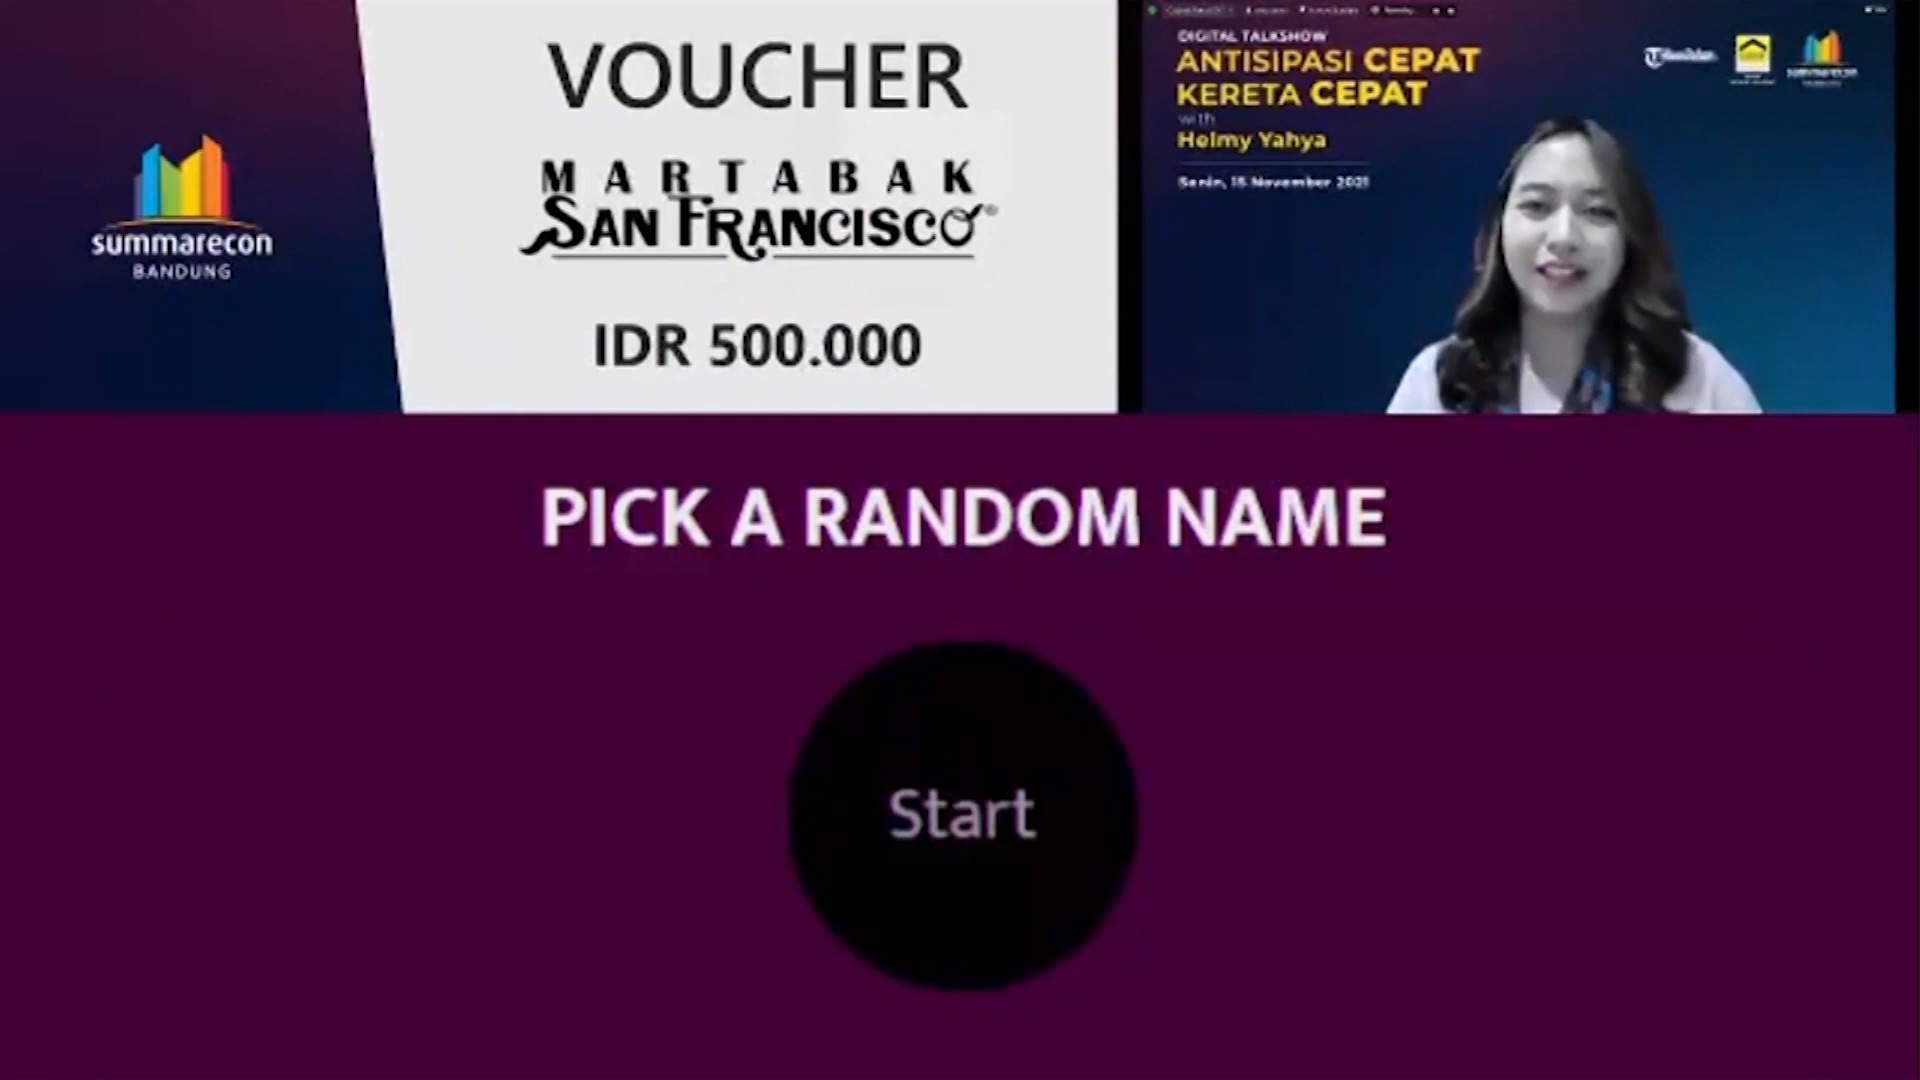 summarecon
BANDUNG
VOUCHER
MARTABAK
SAN FRANCISCO®
IDR 500.000
DIGITAL TALKSHOW
ANTISIPASI CEPAT
KERETA CEPAT
with
Helmy Yahya
Senin, 15 November 2021
summarecon
PICK A RANDOM NAME
Start